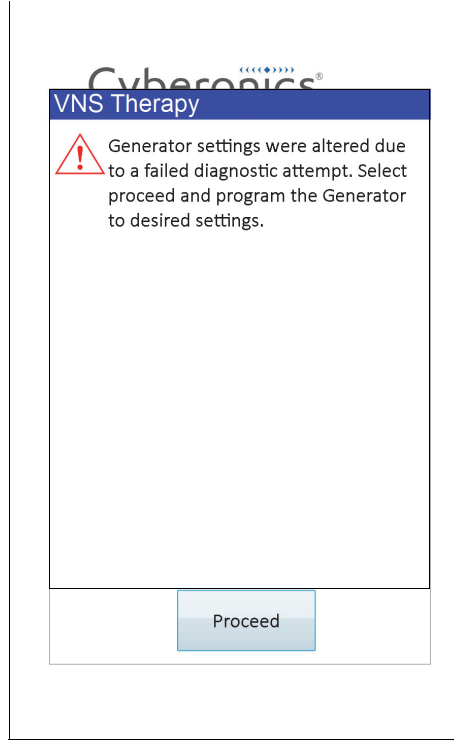 Cyberonics®
VNS Therapy
Generator settings were altered due
to a failed diagnostic attempt. Select
proceed and program the Generator
to desired settings.
Proceed